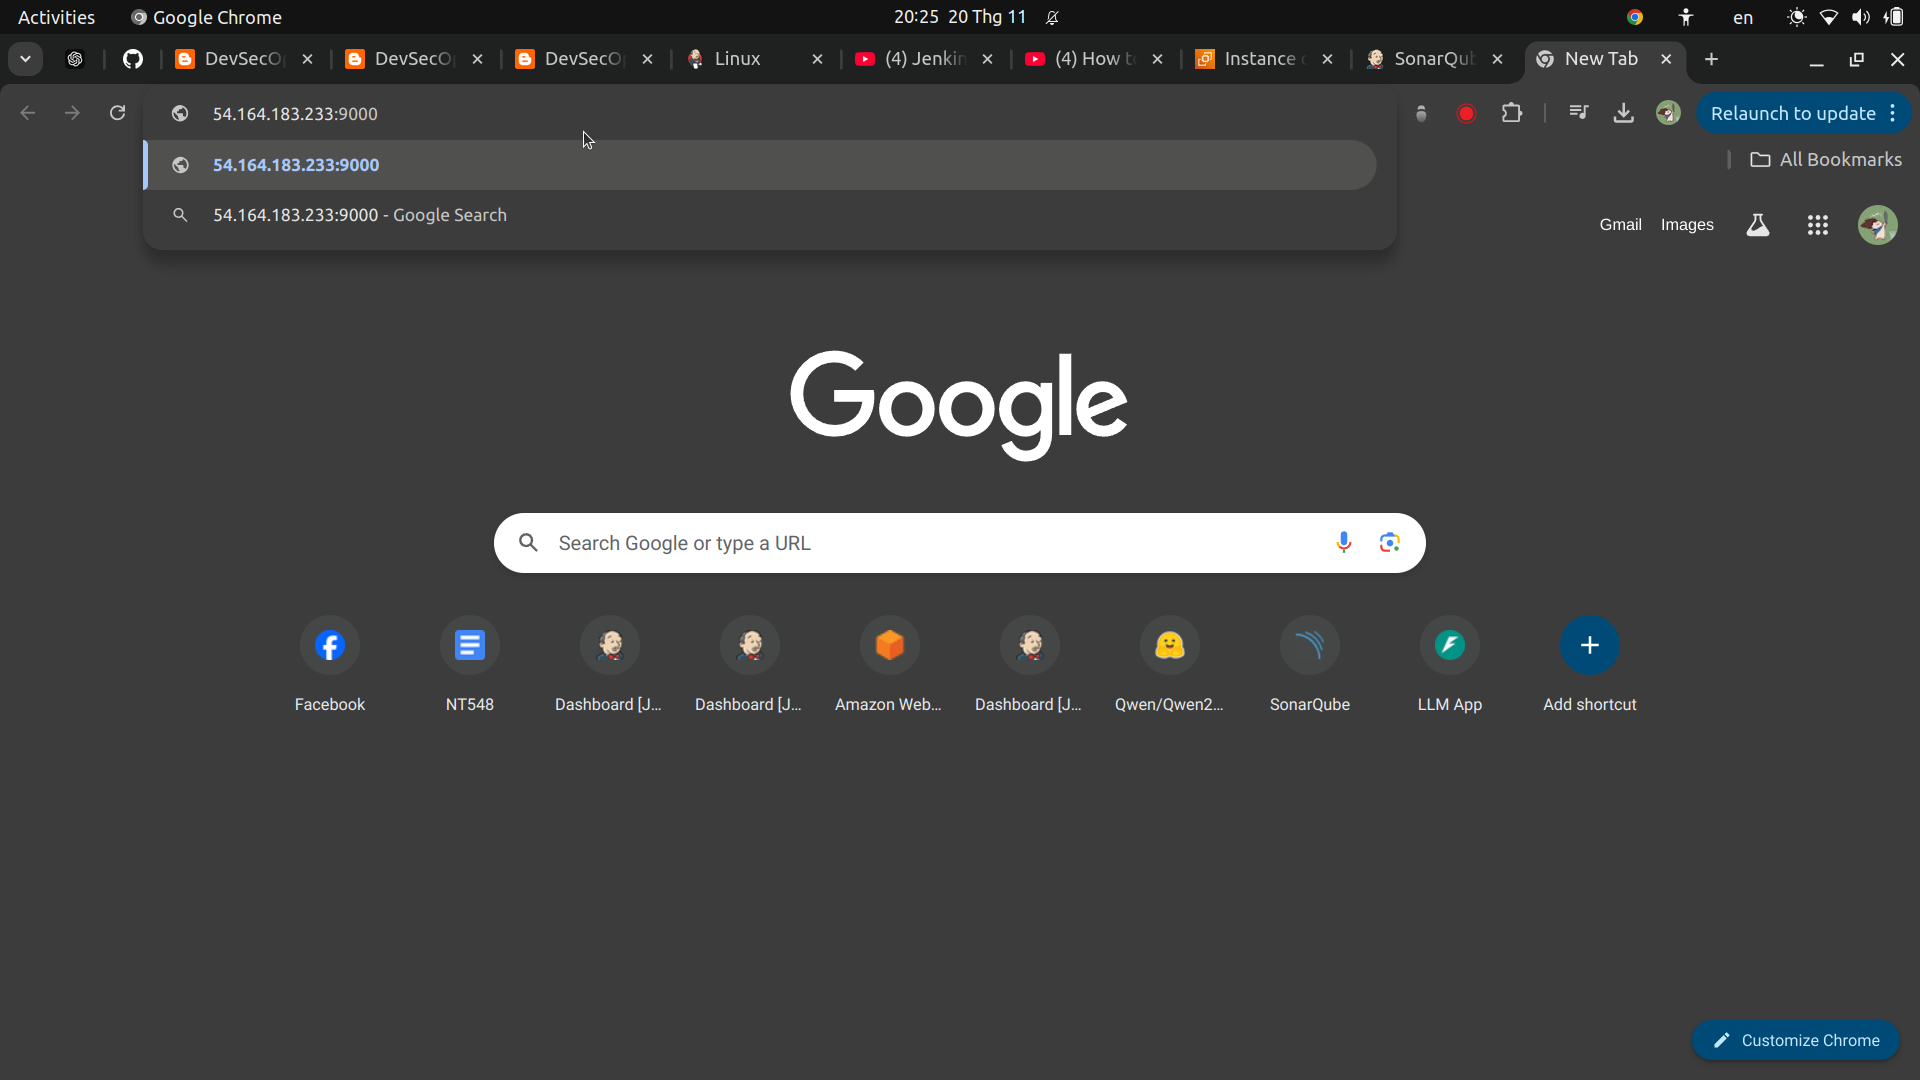 Activities
Google Chrome
20:25 20 Thg 11
en
DevSecO
DevSecO
DevSecO
Linux
(4) Jenkin
(4) How t
Instance
SonarQu
New Tab
54.164.183.233:9000
Relaunch to update
54.164.183.233:9000
All Bookmarks
54.164.183.233:9000 - Google Search
Gmail
Images
Google
Search Google or type a URL
Facebook
NT548
Dashboard [J...
Dashboard [J...
Amazon Web...
Dashboard [J...
Qwen/Qwen2...
SonarQube
LLM App
Add shortcut
Customize Chrome